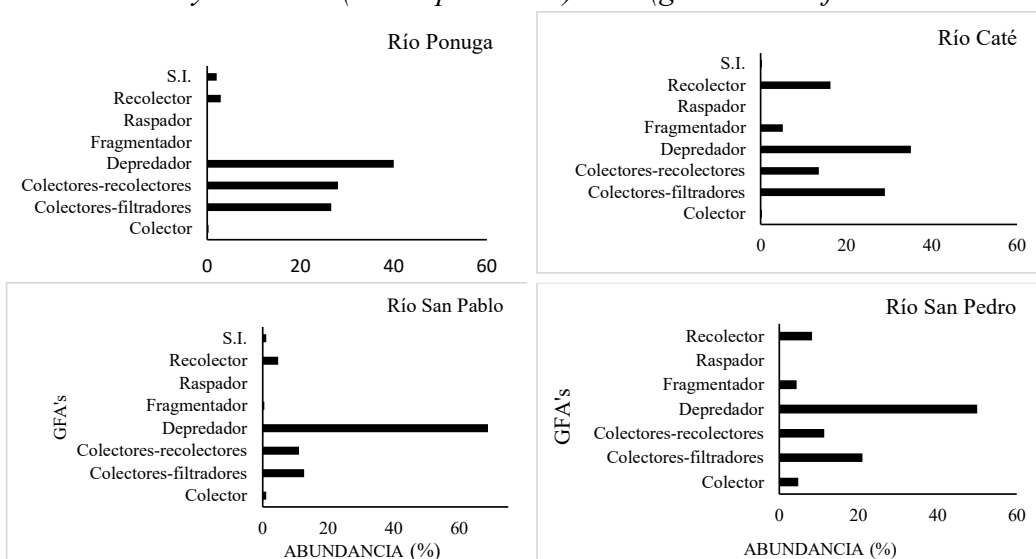 Río Ponuga
S.I.
Recolector
Raspador
Fragmentador
Depredador
Colectores-recolectores
Colectores-filtradores
Colector
0 20 40 60
Río Caté
S.I.
Recolector
Raspador
Fragmentador
Depredador
Colectores-recolectores
Colectores-filtradores
Colector
0 20 40 60
Río San Pablo
GFA's
S.I.
Recolector
Raspador
Fragmentador
Depredador
Colectores-recolectores
Colectores-filtradores
Colector
0 20 40 60
ABUNDANCIA (%)
Río San Pedro
GFA's
Recolector
Raspador
Fragmentador
Depredador
Colectores-recolectores
Colectores-filtradores
Colector
0 20 40 60
ABUNDANCIA (%)